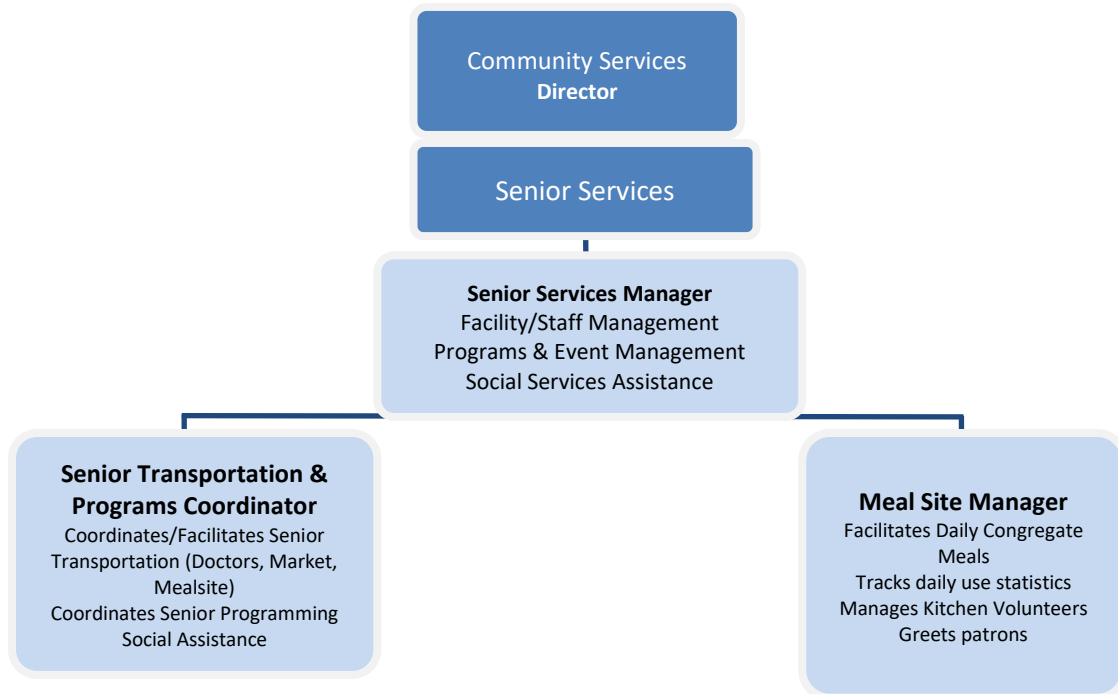 Community Services
Director
Senior Services
Senior Services Manager
Facility/Staff Management
Programs & Event Management
Social Services Assistance
Senior Transportation &
Programs Coordinator
Coordinates/Facilitates Senior
Transportation (Doctors, Market,
Mealsite)
Coordinates Senior Programming
Social Assistance
Meal Site Manager
Facilitates Daily Congregate
Meals
Tracks daily use statistics
Manages Kitchen Volunteers
Greets patrons